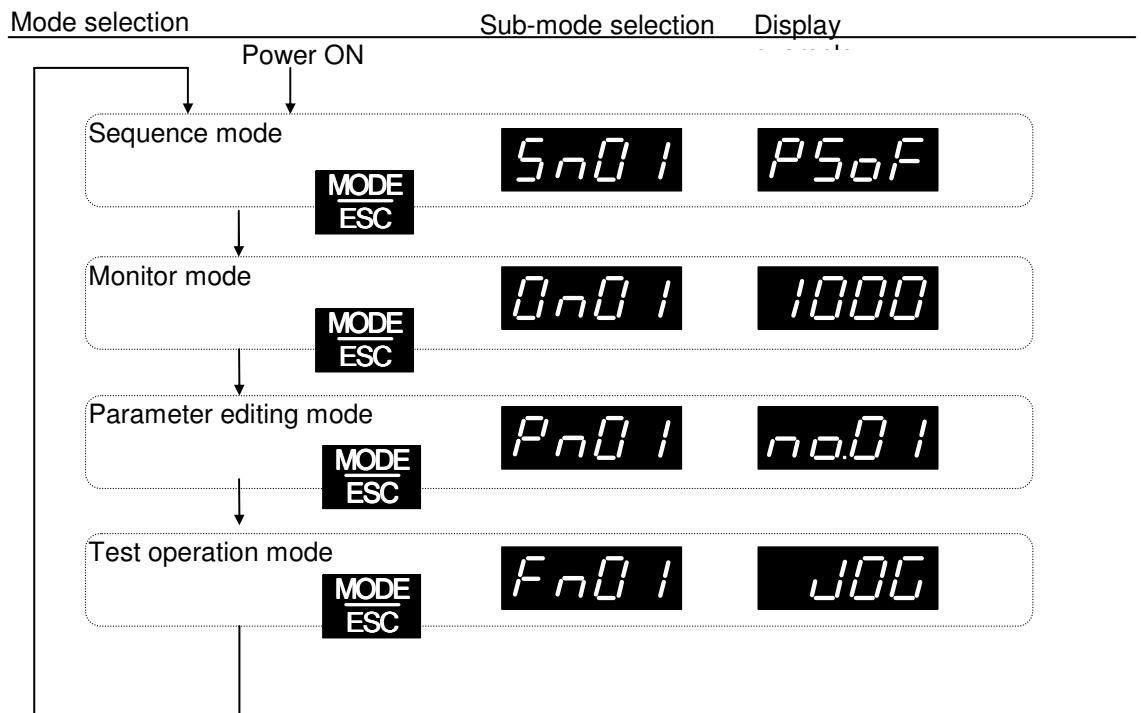 Mode selection Sub-mode selection Display
Power ON
Sequence mode
Sn01 PSoF
MODE
ESC
Monitor mode
On01 1000
MODE
ESC
Parameter editing mode
Pn01 no.01
MODE
ESC
Test operation mode
Fn01 JOG
MODE
ESC